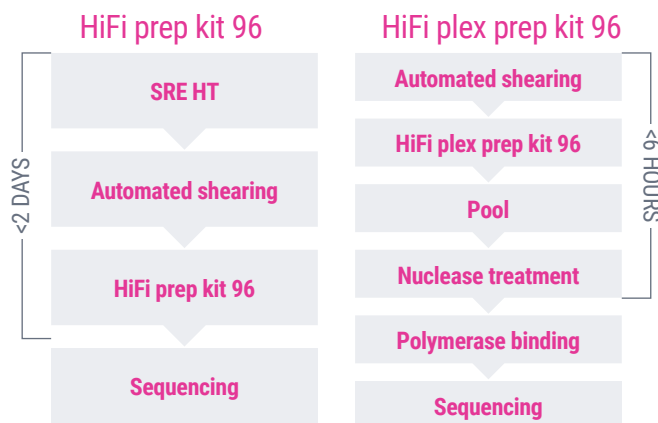 HiFi prep kit 96
<2 DAYS
SRE HT
Automated shearing
HiFi prep kit 96
Sequencing
HiFi plex prep kit 96
Automated shearing
HiFi plex prep kit 96
Pool
Nuclease treatment
Polymerase binding
Sequencing
<6 HOURS